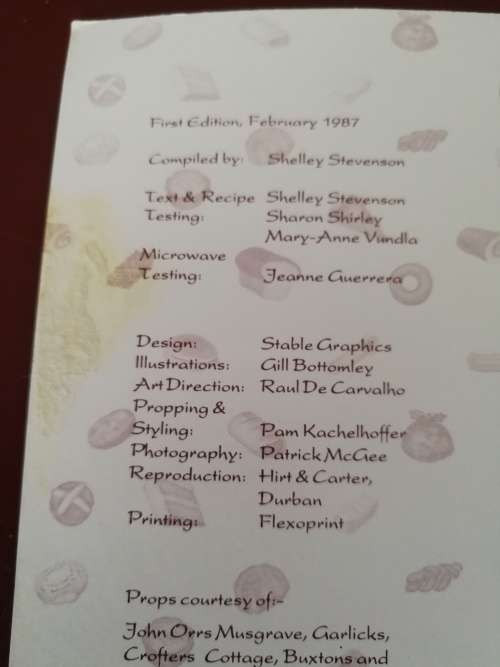 First Edition, February 1987
Compiled by: Shelley Stevenson
Text & Recipe Shelley Stevenson
Testing: Sharon Shirley
Mary-Anne Vundla
Microwave
Testing: Jeanne Guerrera
Design: Stable Graphics
Illustrations: Gill Bottomley
Art Direction: Raul De Carvalho
Propping &
Styling: Pam Kachelhoffer
Photography: Patrick McGee
Reproduction: Hirt & Carter,
Durban
Printing: Flexoprint
Props courtesy of:-
John Orrs Musgrave, Garlicks,
Crofters Cottage, Buxtons and